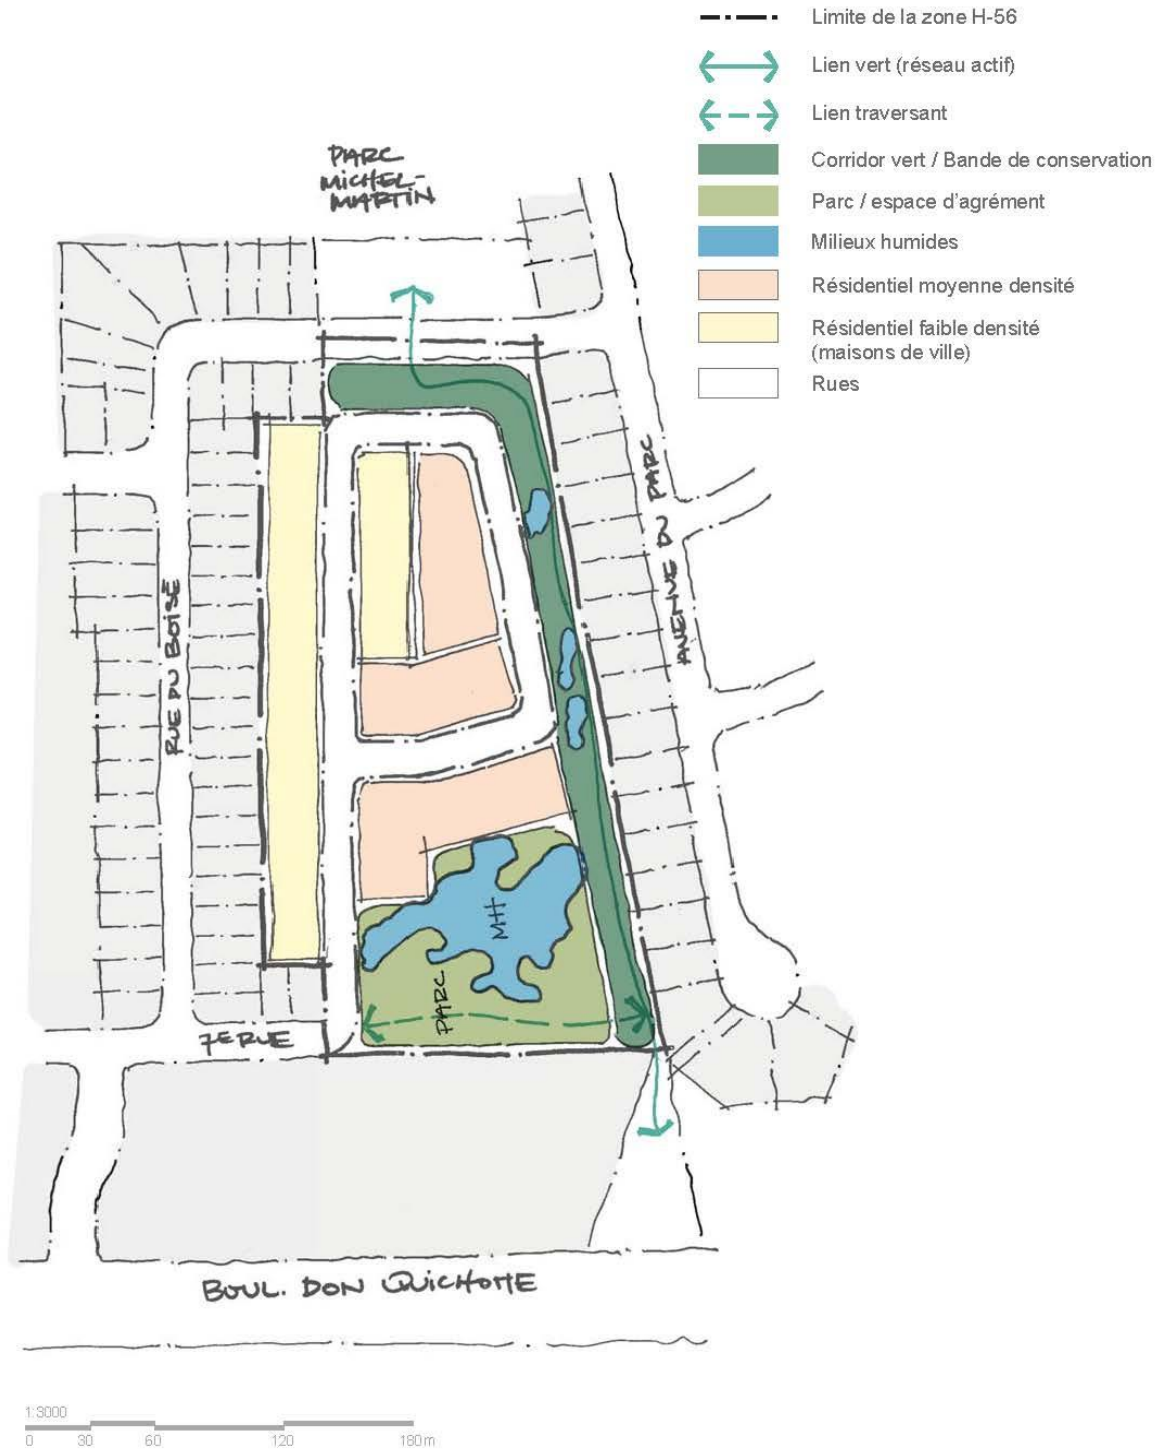 Limite de la zone H-56
Lien vert (réseau actif)
Lien traversant
Corridor vert / Bande de conservation
Parc / espace d'agrément
Milieux humides
Résidentiel moyenne densité
Résidentiel faible densité
(maisons de ville)
Rues
PARC
MICHEL-
MARTIN
AVENUE DU PARC
RUE DU BOISÉ
MH
PARC
7E RUE
BOUL. DON QUICHOTTE
1:3000
0 30 60 120 180m